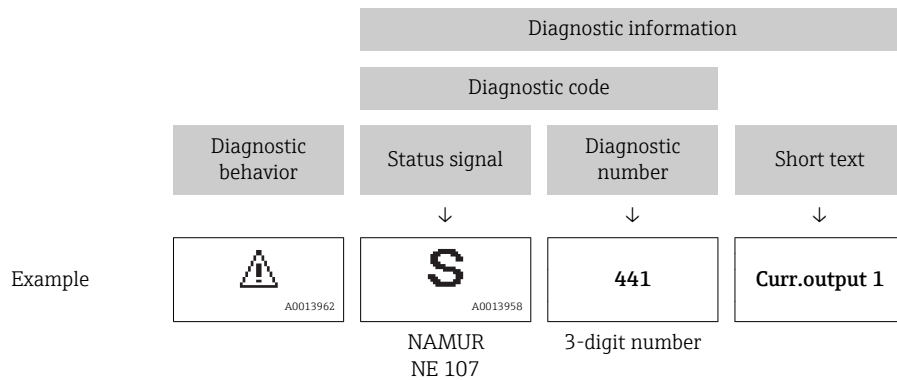 Diagnostic information
Diagnostic code
Diagnostic
behavior
Status signal
Diagnostic
number
Short text
↓ ↓ ↓
Example
A0013962
S
A0013958
441
Curr.output 1
NAMUR
NE 107
3-digit number